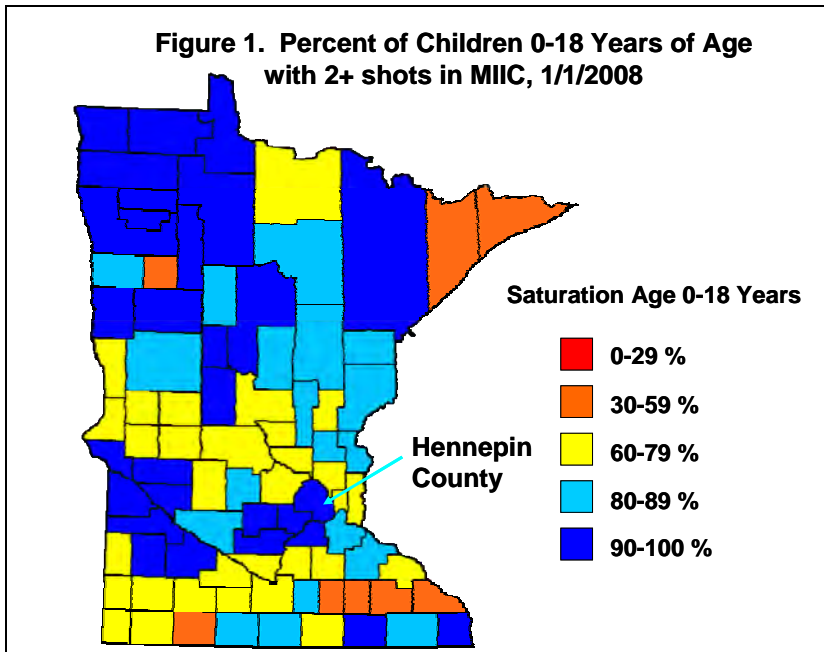 Figure 1.  Percent of Children 0-18 Years of Age
with 2+ shots in MIIC, 1/1/2008
Saturation Age 0-18 Years
0-29 %
30-59 %
60-79 %
80-89 %
90-100 %
Hennepin
County